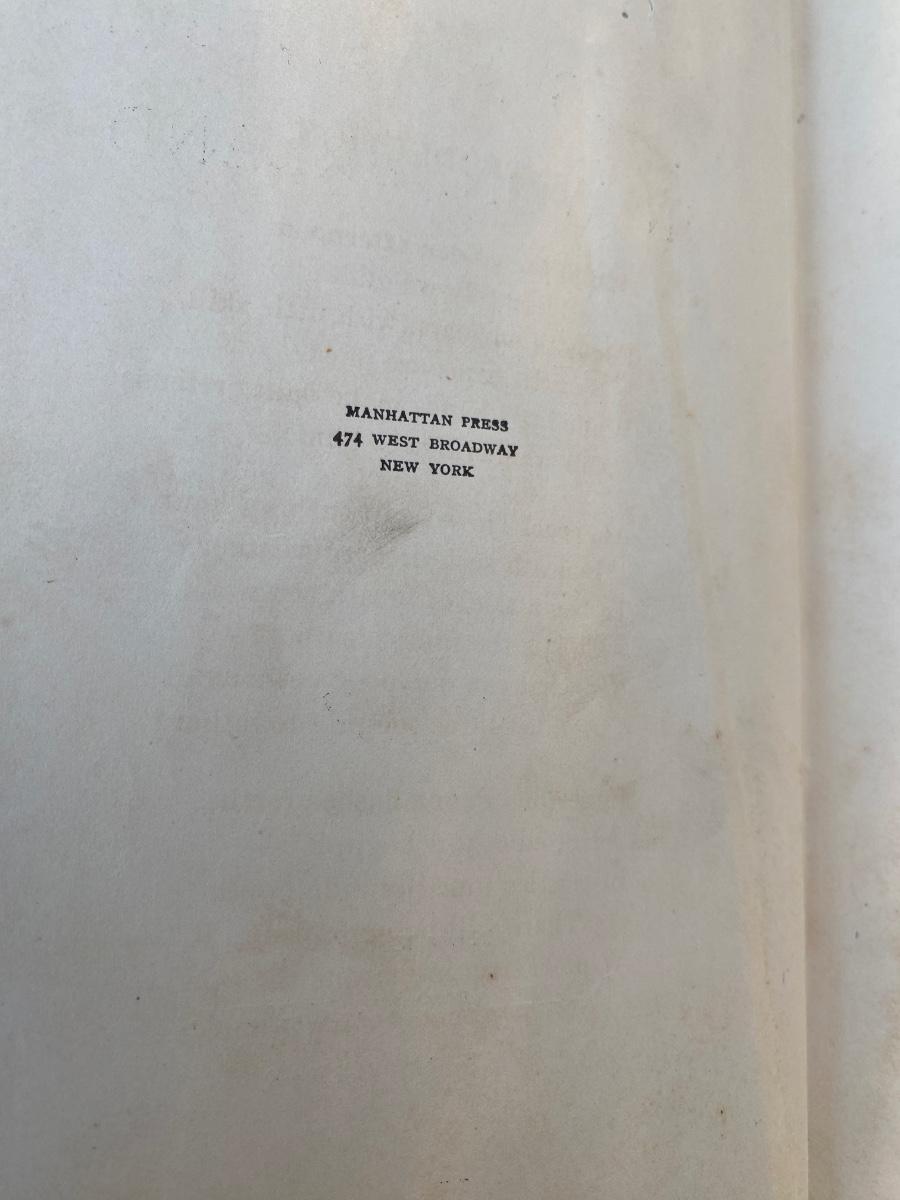 MANHATTAN PRESS
474 WEST BROADWAY
NEW YORK